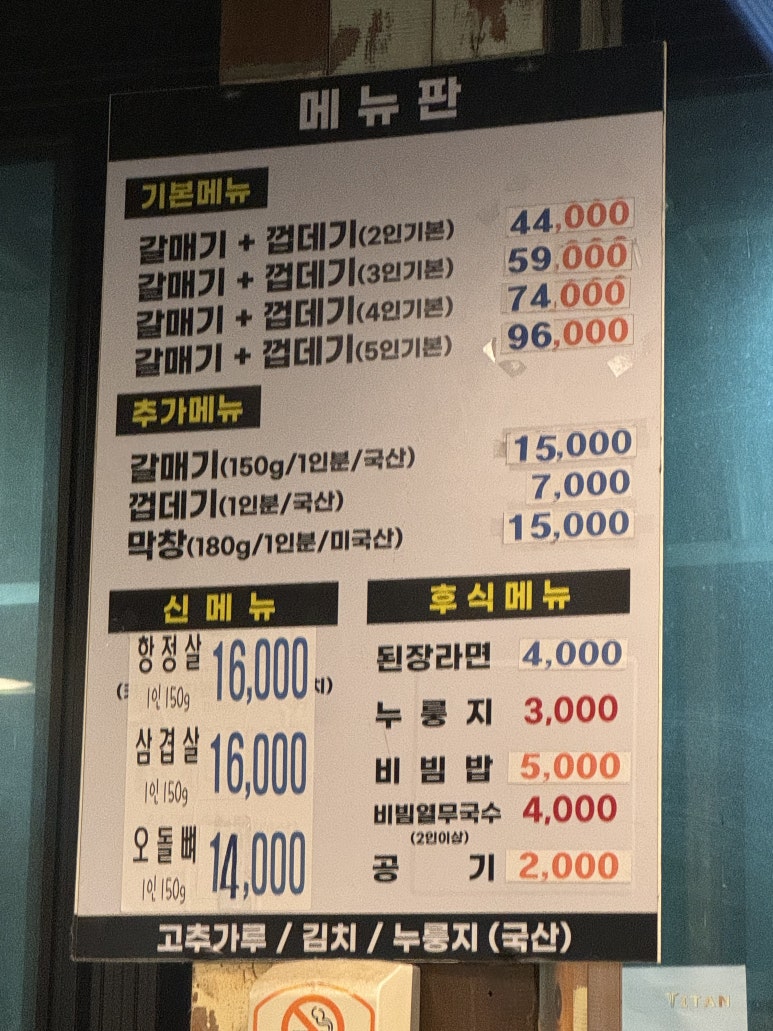 메뉴판
기본메뉴
갈매기 + 껍데기(2인기본) 44,000
갈매기 + 껍데기(3인기본) 59,000
갈매기 + 껍데기(4인기본) 74,000
갈매기 + 껍데기(5인기본) 96,000
추가메뉴
갈매기(150g/1인분/국산) 15,000
껍데기(1인분/국산) 7,000
막창(180g/1인분/미국산) 15,000
신메뉴
항정살 16,000
1인 150g
삼겹살 16,000
1인 150g
오돌뼈 14,000
1인 150g
후식메뉴
된장라면 4,000
누룽지 3,000
비빔밥 5,000
비빔열무국수 4,000
(2인이상)
공기 2,000
고추가루 / 김치 / 누룽지 (국산)
TITAN